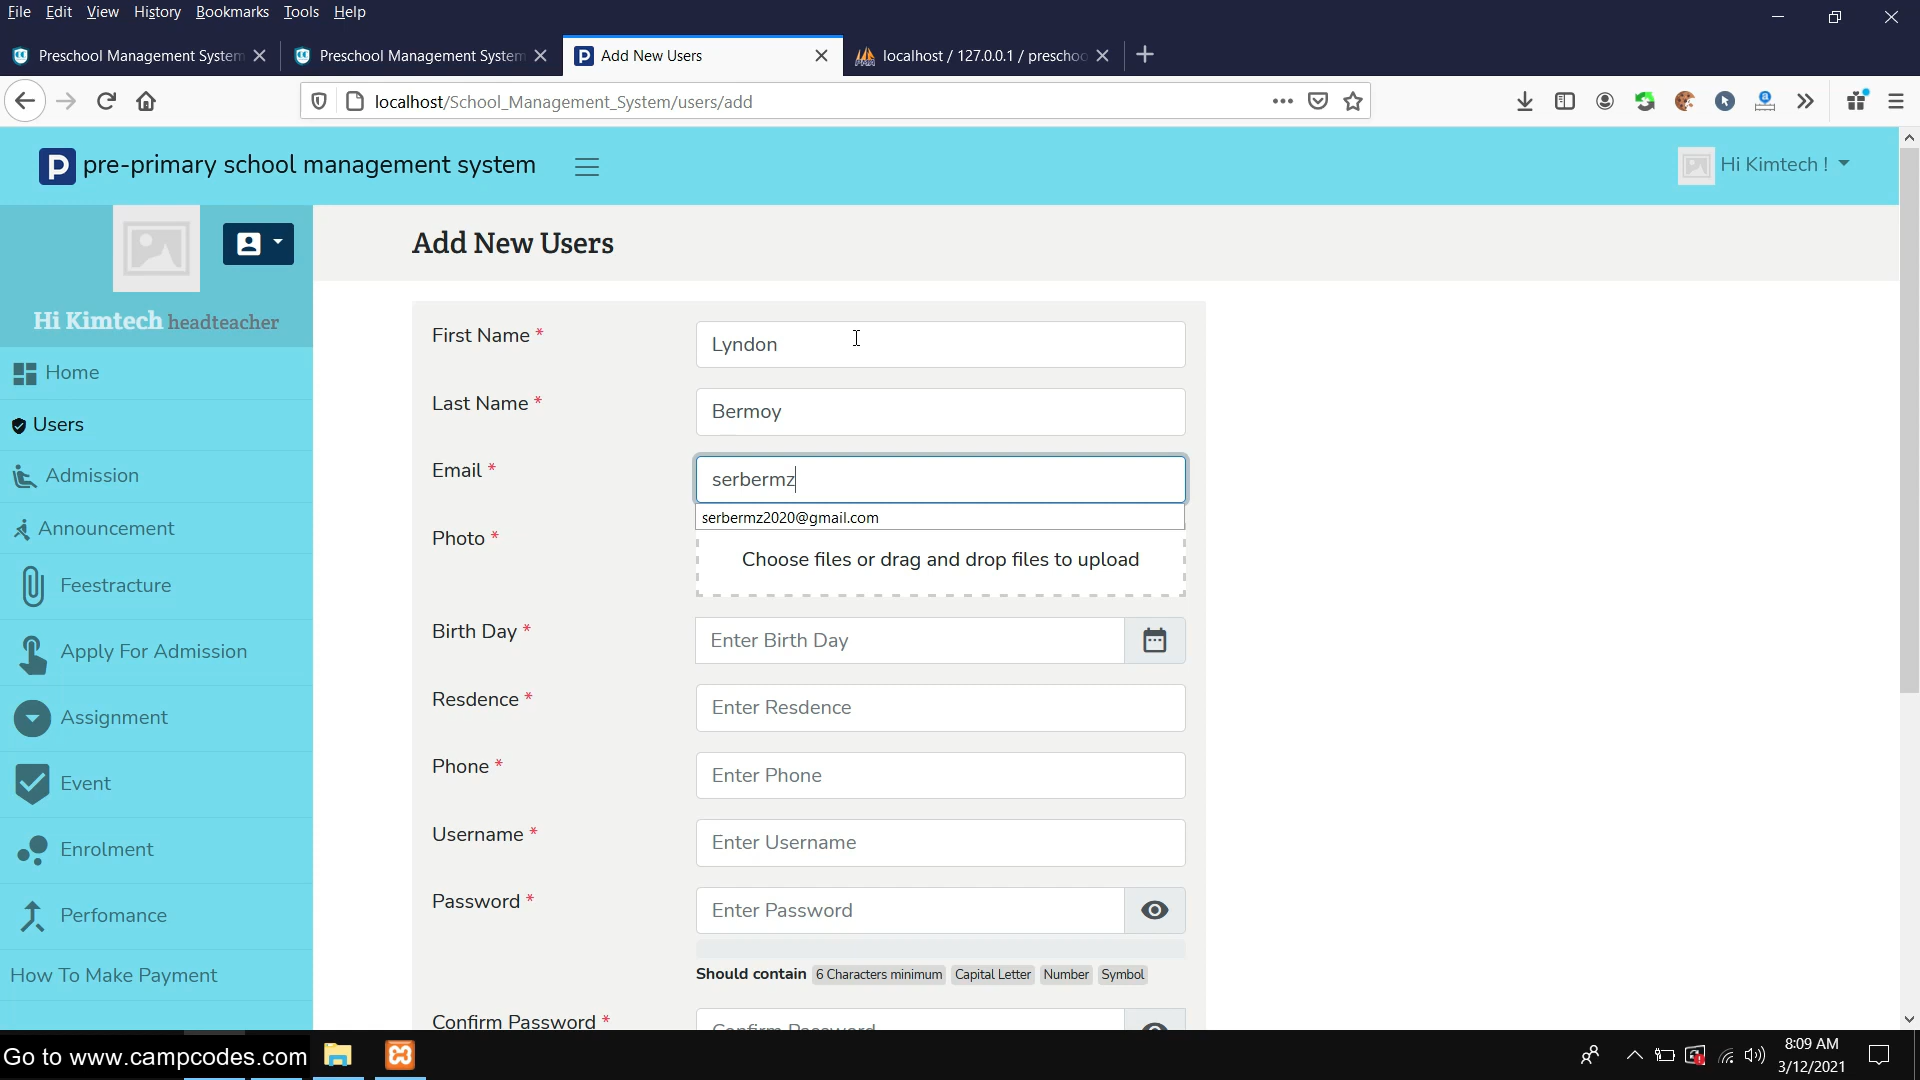 File Edit View History Bookmarks Tools Help
Preschool Management System
Preschool Management System
Add New Users
localhost / 127.0.0.1 / preschoo
localhost/School_Management_System/users/add
P pre-primary school management system
Hi Kimtech !
Hi Kimtech headteacher
Home
Users
Admission
Announcement
Feestracture
Apply For Admission
Assignment
Event
Enrolment
Perfomance
How To Make Payment
Add New Users
First Name *
Lyndon
Last Name *
Bermoy
Email *
serbermz
serbermz2020@gmail.com
Photo *
Choose files or drag and drop files to upload
Birth Day *
Enter Birth Day
Resdence *
Enter Resdence
Phone *
Enter Phone
Username *
Enter Username
Password *
Enter Password
Should contain 6 Characters minimum Capital Letter Number Symbol
Confirm Password *
Confirm Password
Go to www.campcodes.com
8:09 AM
3/12/2021